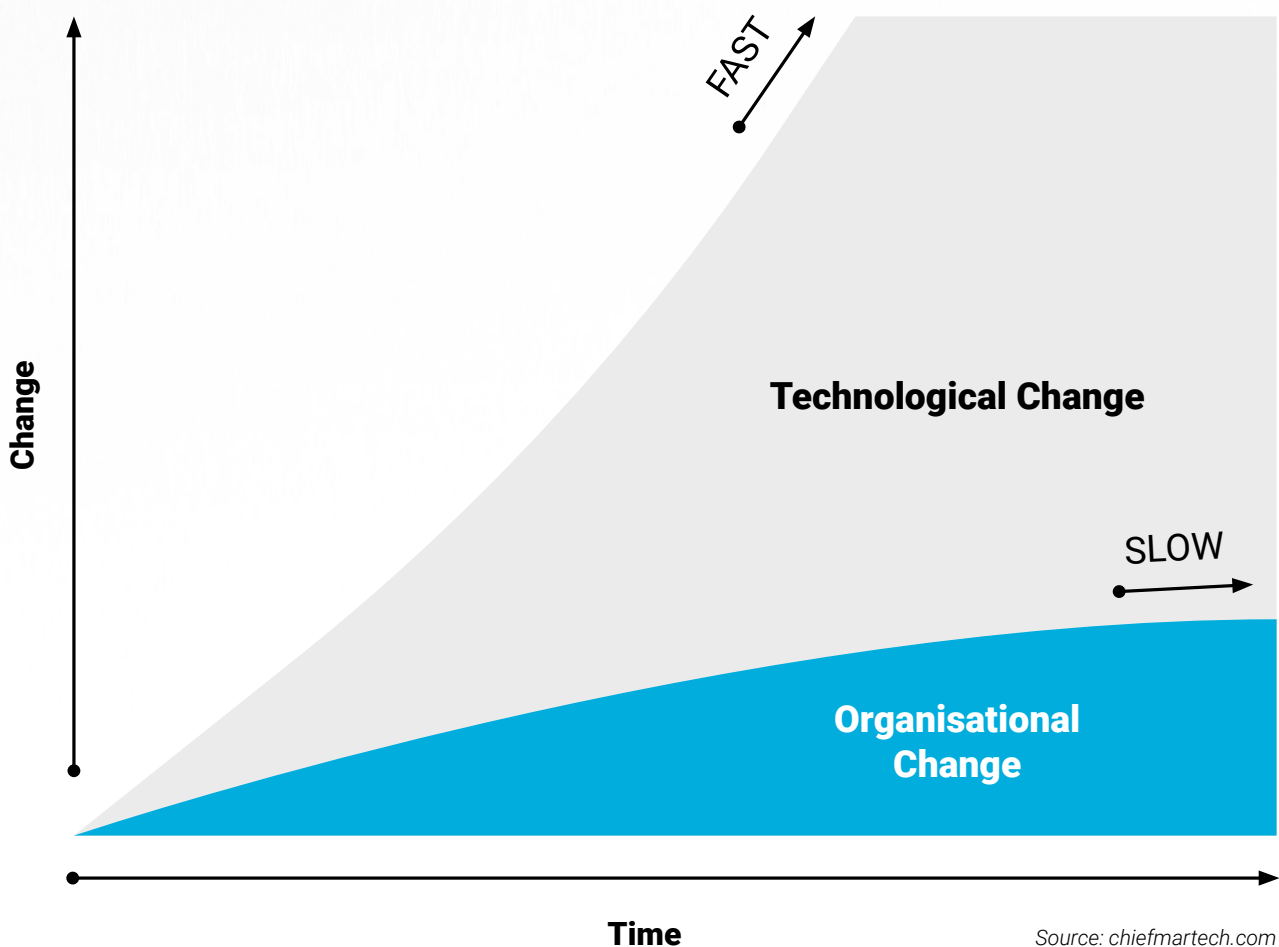 FAST
Change
Technological Change
SLOW
Organisational
Change
Time
Source: chiefmartech.com